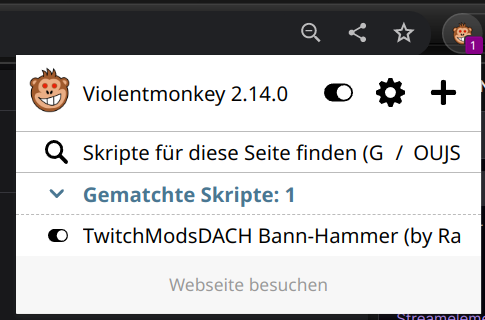 1
Violentmonkey 2.14.0
Skripte für diese Seite finden (G / OUJS
Gematchte Skripte: 1
TwitchModsDACH Bann-Hammer (by Ra
Webseite besuchen
Streameleme